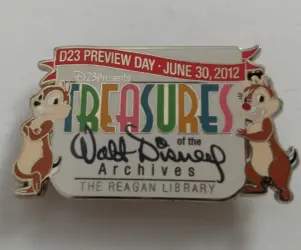 D23 PREVIEW DAY · JUNE 30, 2012
D23 Presents
TREASURES
of the
Walt Disney
Archives
THE REAGAN LIBRARY